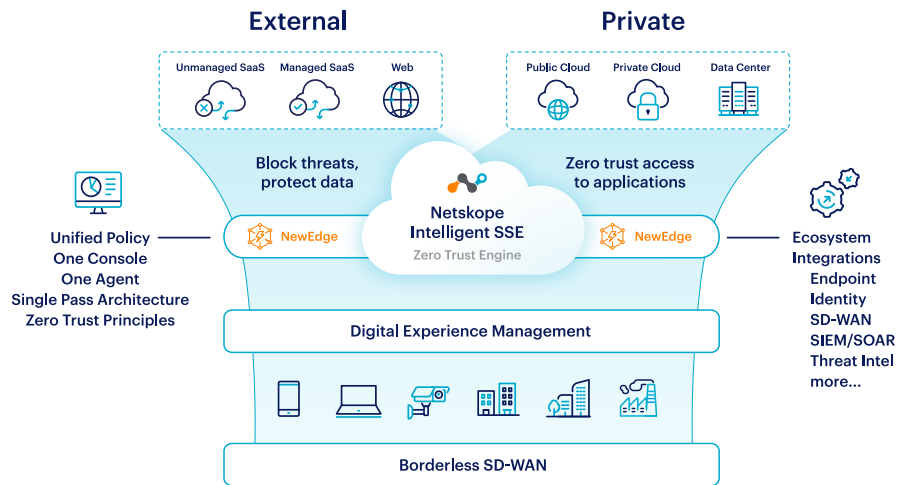 External
Private
Unmanaged SaaS
Managed SaaS
Web
Public Cloud
Private Cloud
Data Center
Block threats,
protect data
Zero trust access
to applications
Netskope
Intelligent SSE
Zero Trust Engine
NewEdge
NewEdge
Unified Policy
One Console
One Agent
Single Pass Architecture
Zero Trust Principles
Ecosystem
Integrations
Endpoint
Identity
SD-WAN
SIEM/SOAR
Threat Intel
more...
Digital Experience Management
Borderless SD-WAN